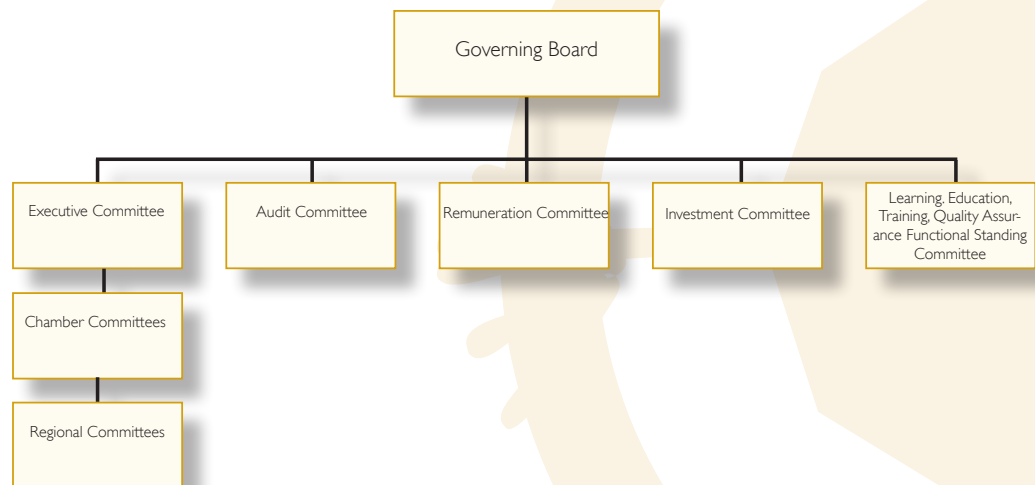 Governing Board
Executive Committee
Audit Committee
Remuneration Committee
Investment Committee
Learning. Education,
Training, Quality Assur-
ance Functional Standing
Committee
Chamber Committees
Regional Committees